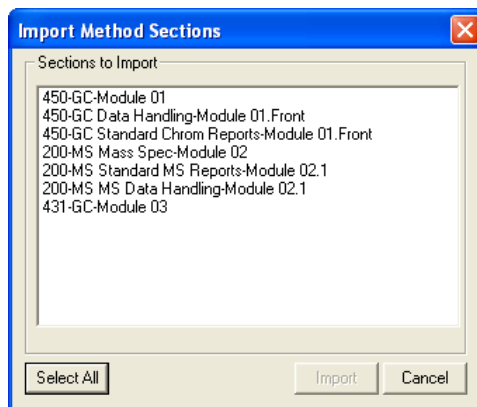 Import Method Sections
Sections to Import
450-GC-Module 01
450-GC Data Handling-Module 01.Front
450-GC Standard Chrom Reports-Module 01.Front
200-MS Mass Spec-Module 02
200-MS Standard MS Reports-Module 02.1
200-MS MS Data Handling-Module 02.1
431-GC-Module 03
Select All Import Cancel